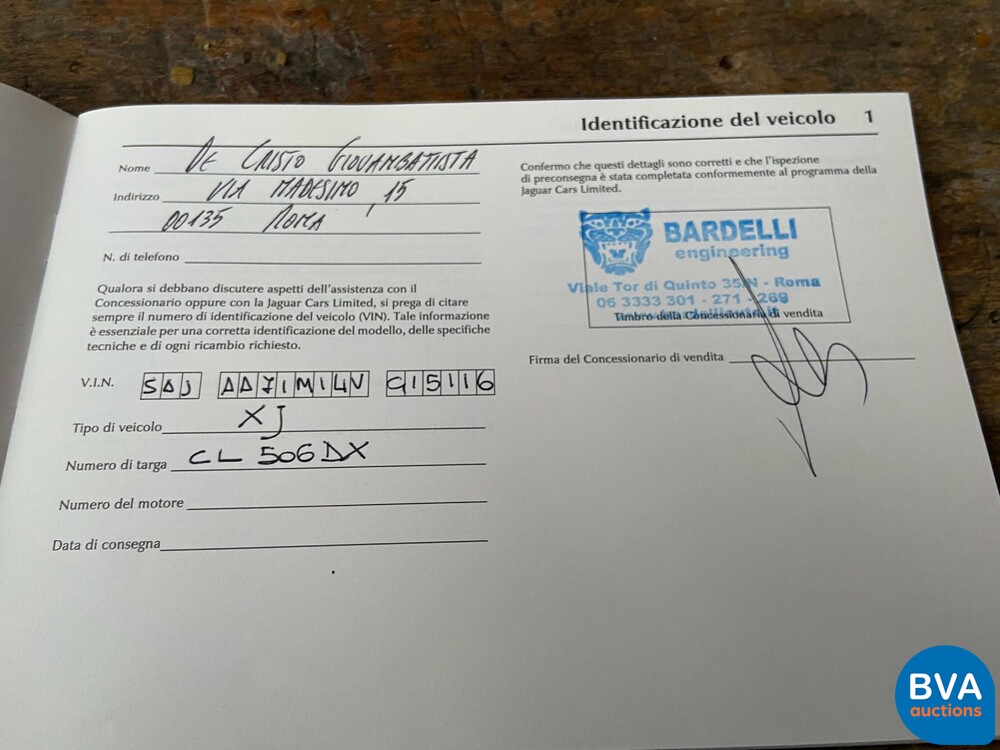 Identificazione del veicolo 1
Nome DE CRISTO GIOVAMBATISTA
Indirizzo VIA MADESIMO, 15
00135 ROMA
N. di telefono
Qualora si debbano discutere aspetti dell'assistenza con il
Concessionario oppure con la Jaguar Cars Limited, si prega di citare
sempre il numero di identificazione del veicolo (VIN). Tale informazione
è essenziale per una corretta identificazione del modello, delle specifiche
tecniche e di ogni ricambio richiesto.
V.I.N. SAJ AA71M14V G15116
Tipo di veicolo XJ
Numero di targa CL 506DX
Numero del motore
Data di consegna
Confermo che questi dettagli sono corretti e che l'ispezione
di preconsegna è stata completata conformemente al programma della
Jaguar Cars Limited.
BARDELLI
engineering
Viale Tor di Quinto 35/N - Roma
06 3333 301 - 271 - 269
Timbro della Concessionaria di vendita
Firma del Concessionario di vendita
BVA
auctions